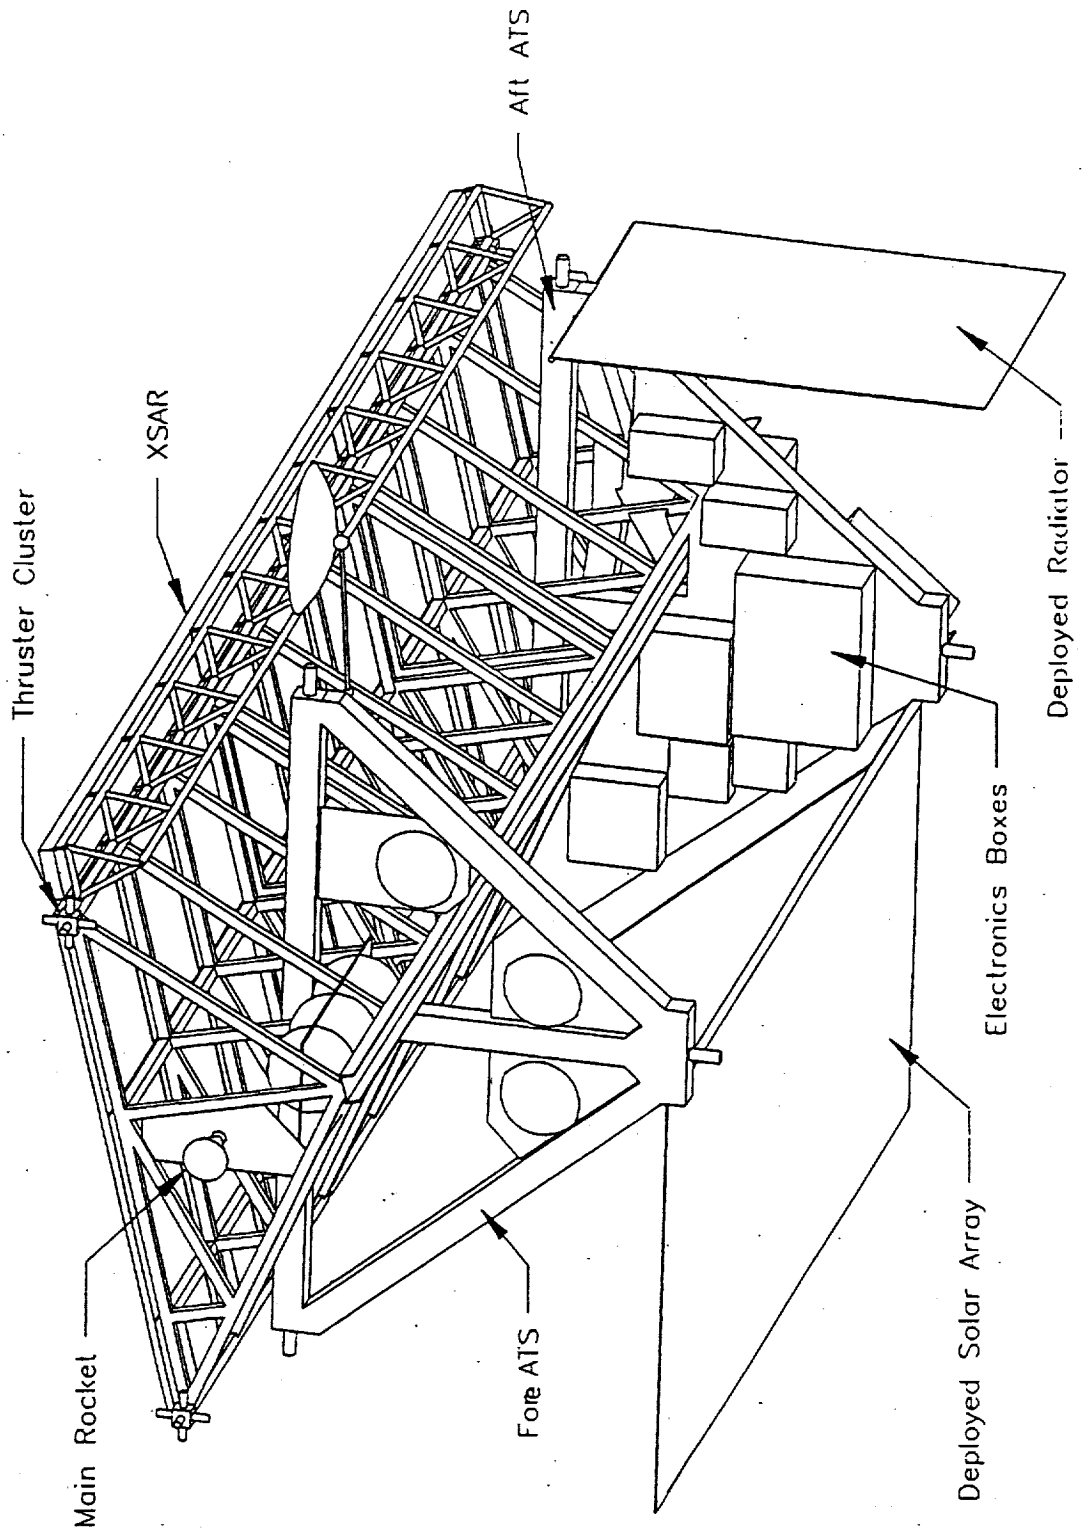 Main Rocket
Thruster Cluster
XSAR
Aft ATS
Fore ATS
Deployed Solar Array
Electronics Boxes
Deployed Radiator